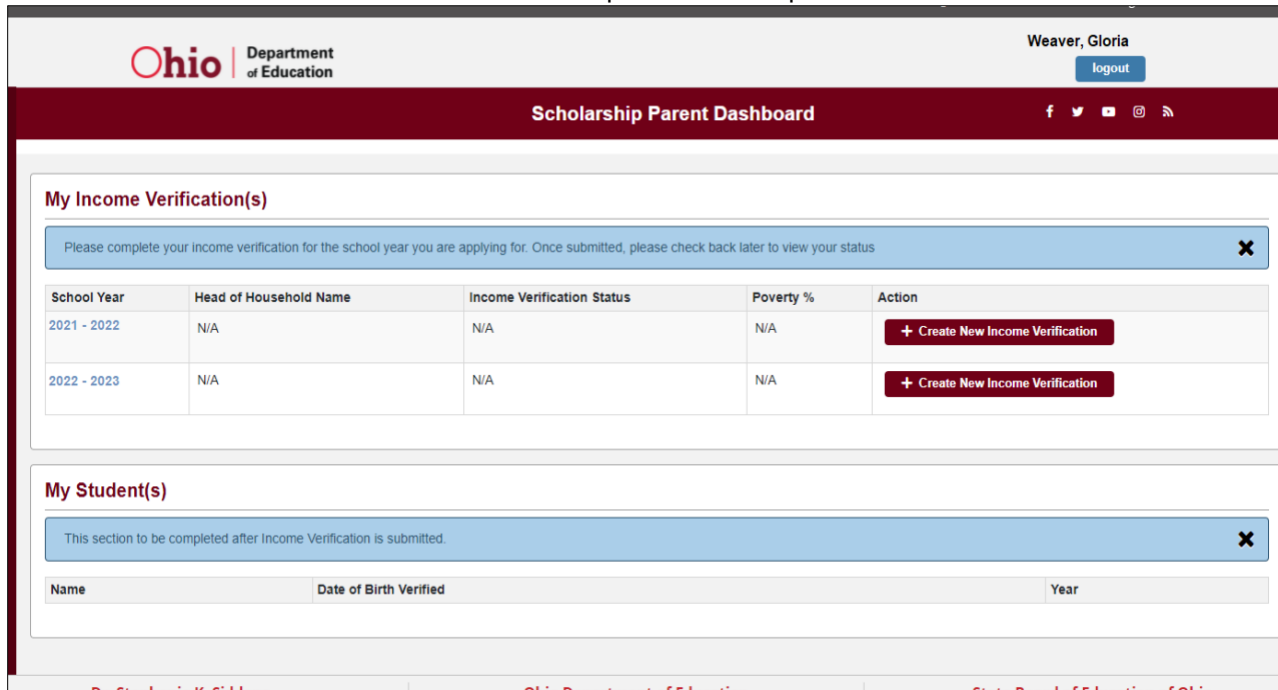 Weaver, Gloria
Ohio Department of Education
logout
Scholarship Parent Dashboard
My Income Verification(s)
Please complete your income verification for the school year you are applying for. Once submitted, please check back later to view your status
School Year Head of Household Name Income Verification Status Poverty % Action
2021 - 2022 N/A N/A N/A + Create New Income Verification
2022 - 2023 N/A N/A N/A + Create New Income Verification
My Student(s)
This section to be completed after Income Verification is submitted.
Name Date of Birth Verified Year